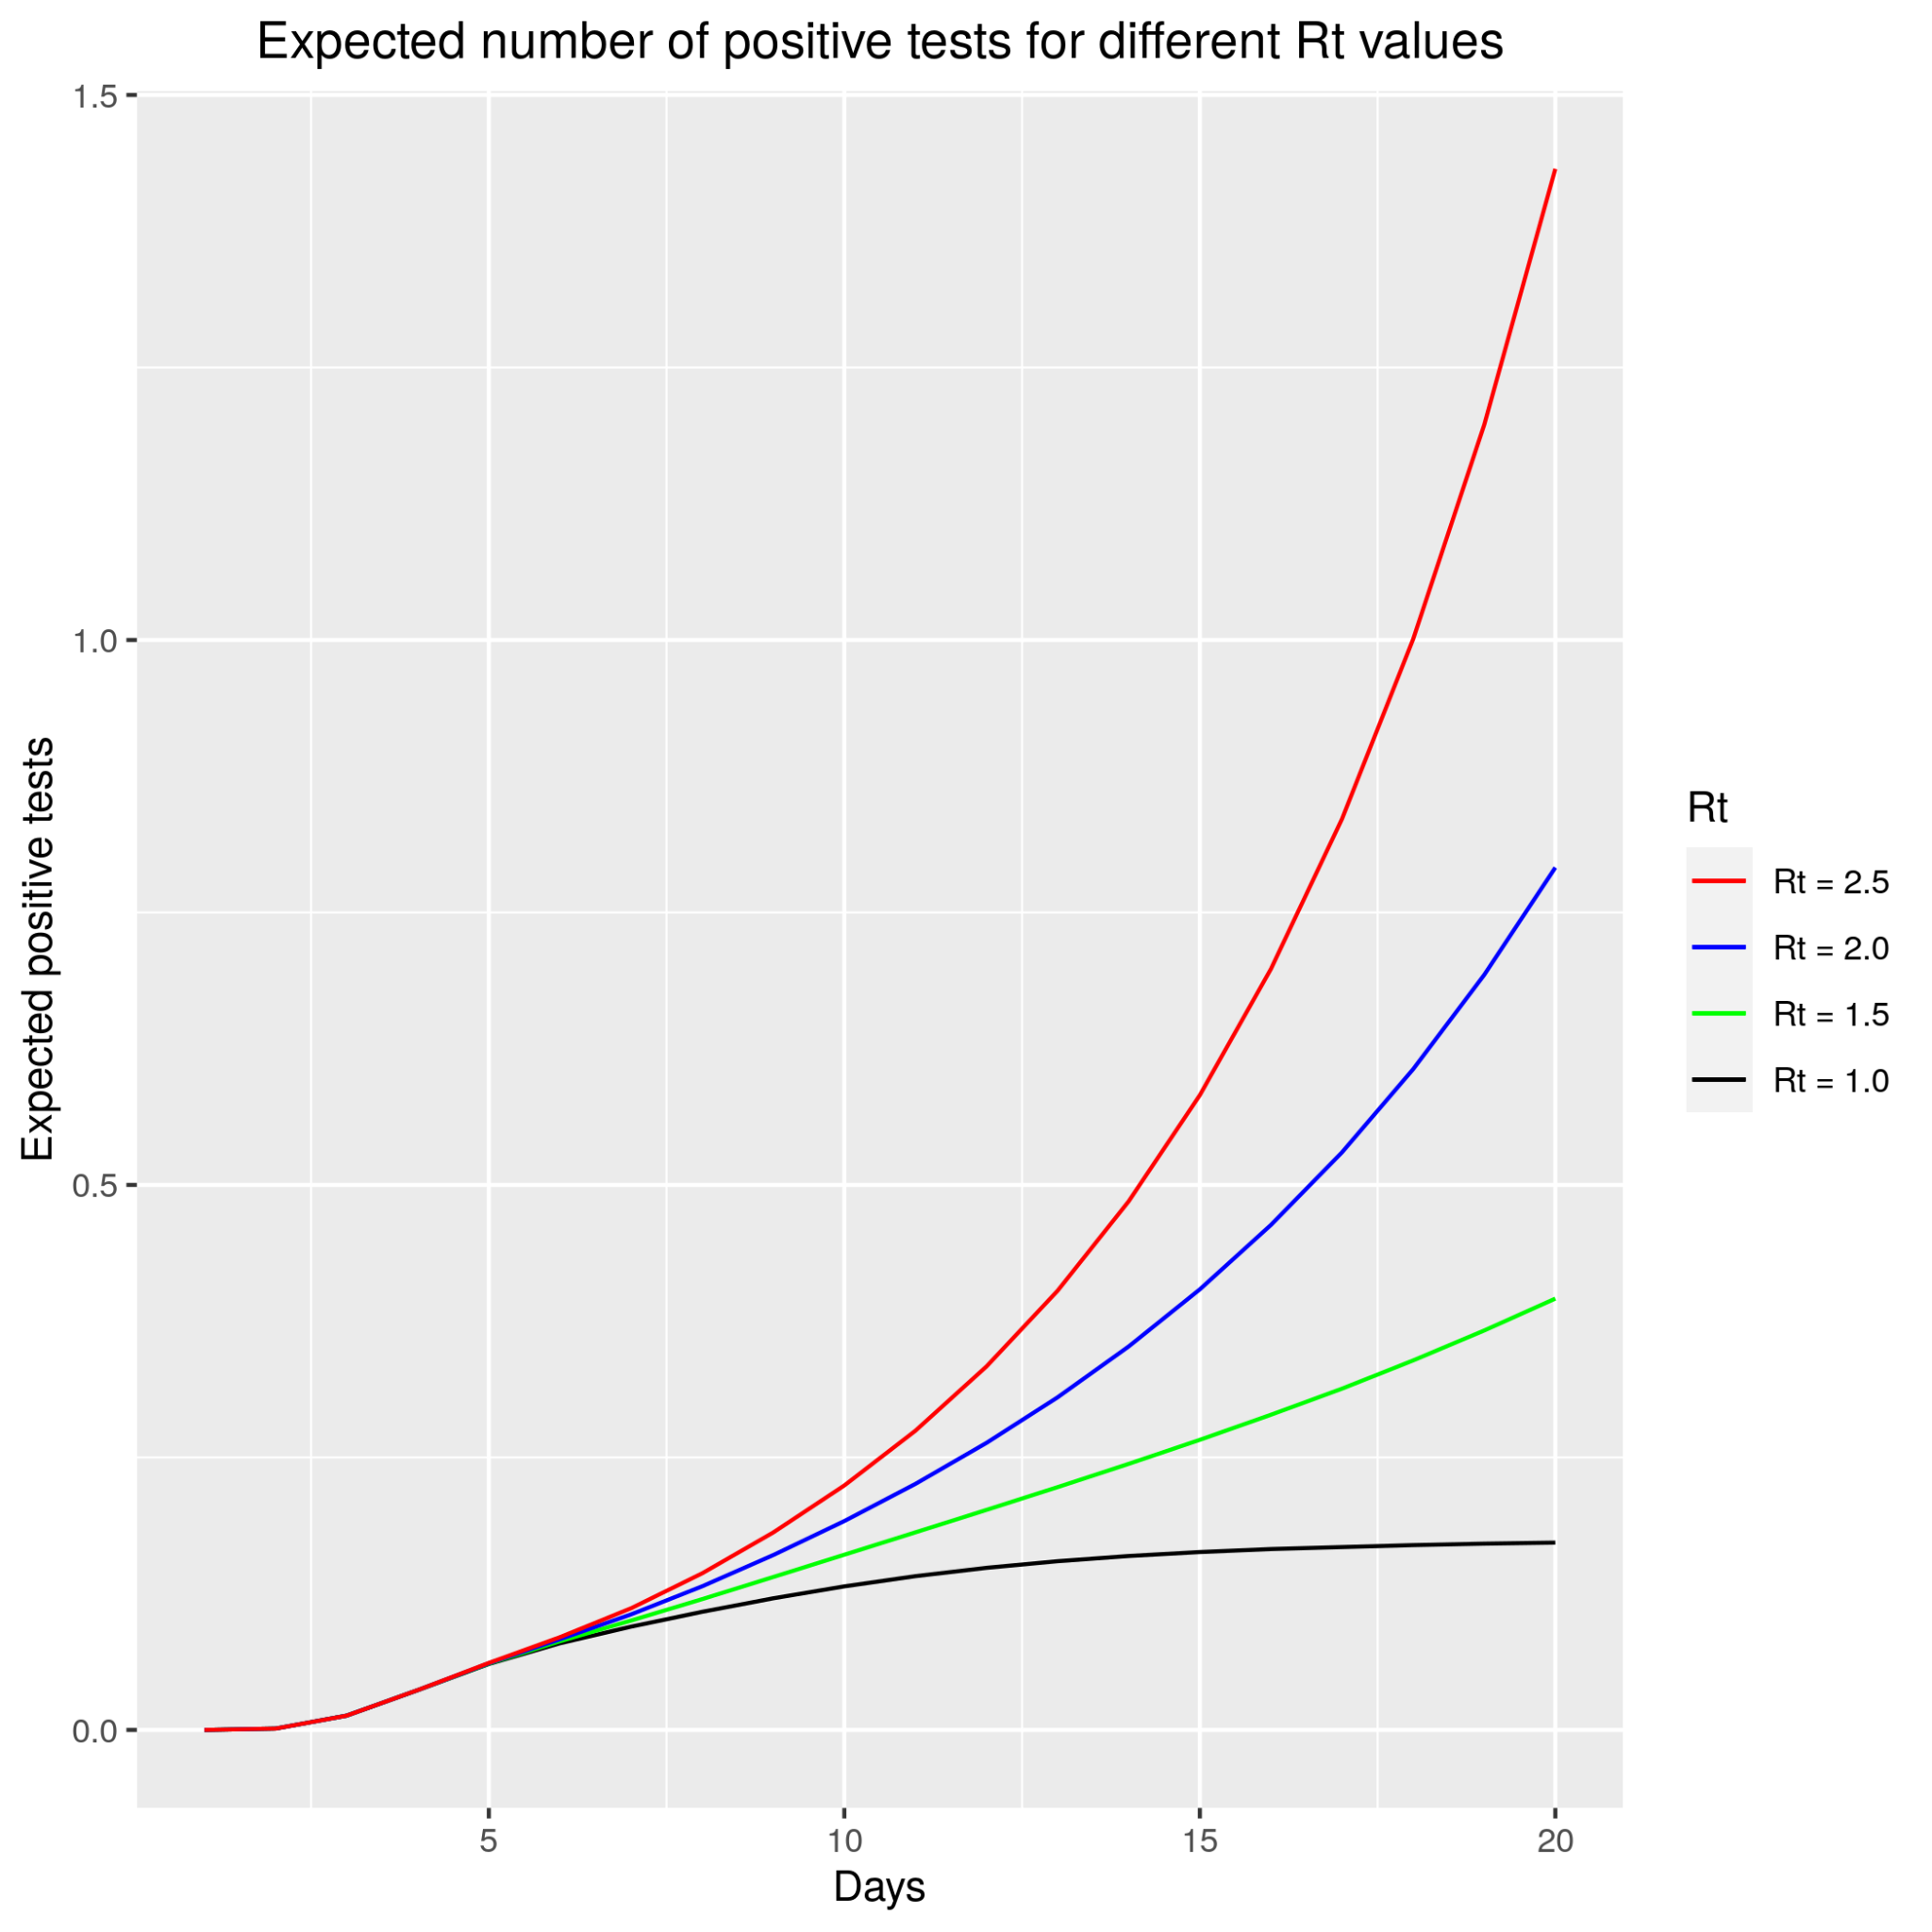 Expected number of positive tests for different Rt values
1.5
1.0
0.5
0.0
Expected positive tests
5
10
15
20
Days
Rt
Rt = 2.5
Rt = 2.0
Rt = 1.5
Rt = 1.0